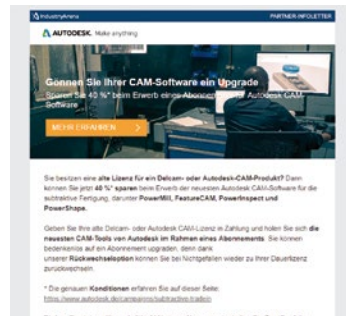 IndustryArena PARTNER-INFOLETTER
AUTODESK. Make anything
Gönnen Sie Ihrer CAM-Software ein Upgrade
Sparen Sie 40 %* beim Erwerb eines Abonnements für Autodesk CAM-
Software
MEHR ERFAHREN
Sie besitzen eine alte Lizenz für ein Delcam- oder Autodesk-CAM-Produkt? Dann
können Sie jetzt 40 %* sparen beim Erwerb der neuesten Autodesk CAM-Software für die
subtraktive Fertigung, darunter PowerMill, FeatureCAM, PowerInspect und
PowerShape.
Geben Sie Ihre alte Delcam- oder Autodesk CAM-Lizenz in Zahlung und holen Sie sich die
neuesten CAM-Tools von Autodesk im Rahmen eines Abonnements. Sie können
bedenkenlos auf ein Abonnement upgraden, denn dank
unserer Rückwechseloption können Sie bei Nichtgefallen wieder zu Ihrer Dauerlizenz
zurückwechseln.
* Die genauen Konditionen erfahren Sie auf dieser Seite:
https://www.autodesk.de/campaigns/subtractive-tradein